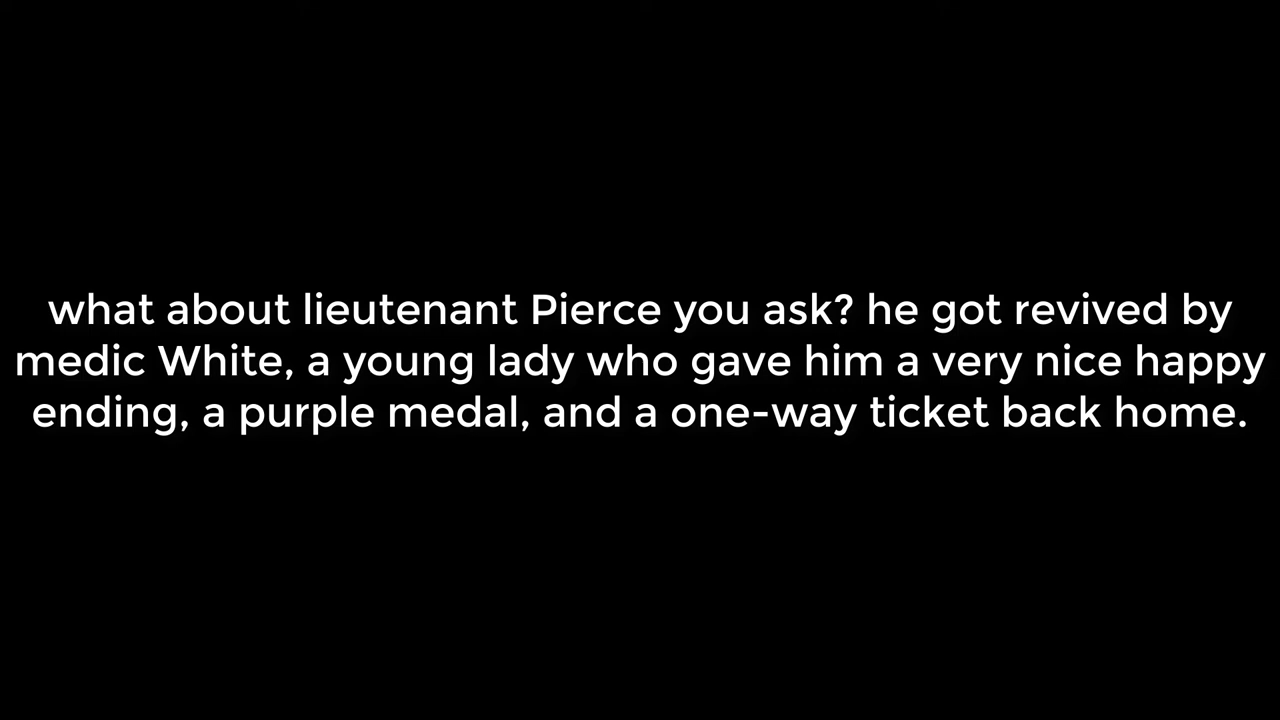 what about lieutenant Pierce you ask? he got revived by
medic White, a young lady who gave him a very nice happy
ending, a purple medal, and a one-way ticket back home.